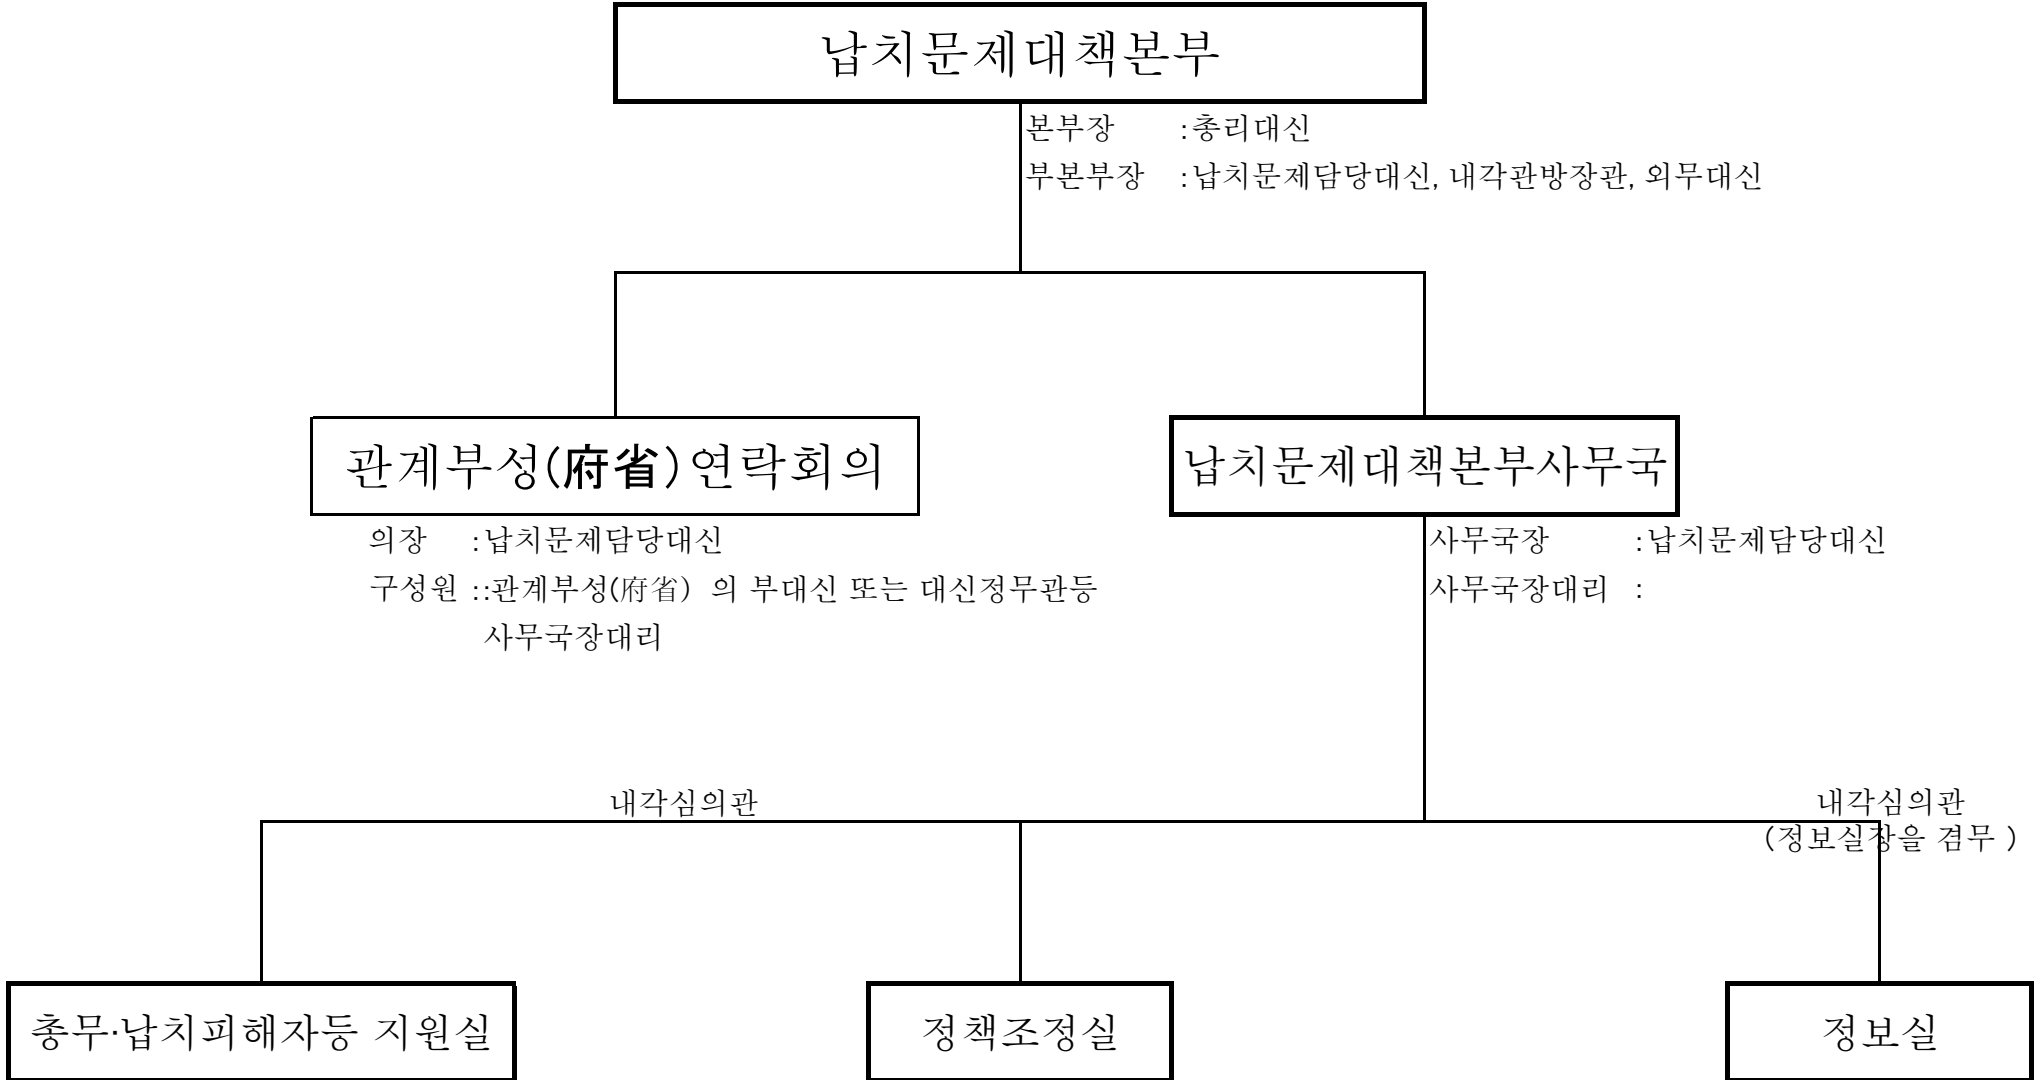 납치문제대책본부
본부장 :총리대신
부본부장 :납치문제담당대신, 내각관방장관, 외무대신
관계부성(府省)연락회의
의장 :납치문제담당대신
구성원 ::관계부성(府省) 의 부대신 또는 대신정무관등
사무국장대리
납치문제대책본부사무국
사무국장 :납치문제담당대신
사무국장대리 :
내각심의관
내각심의관
(정보실장을 겸무 )
총무·납치피해자등 지원실
정책조정실
정보실